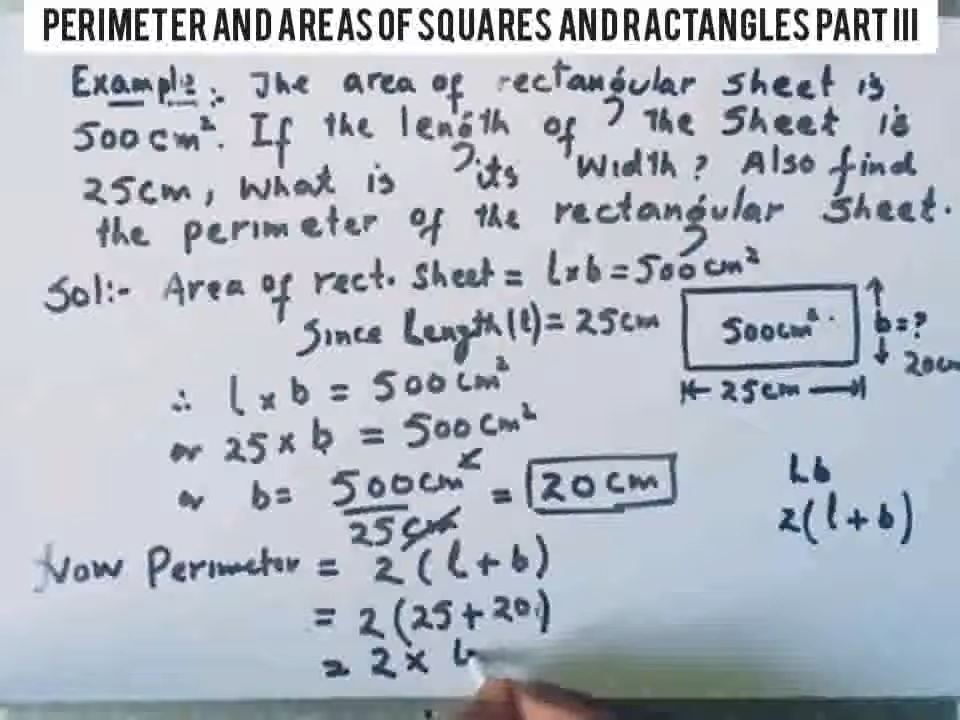 PERIMETER AND AREAS OF SQUARES AND RACTANGLES PART III
Example:. The area of rectangular sheet is
500 cm². If the length of the sheet is
25cm, what is its width? Also find
the perimeter of the rectangular sheet.
Sol:- Area of rect. sheet = l×b = 500 cm²
Since Length (l) = 25cm
500cm².
b=?
20cm
25cm
∴ l × b = 500 cm²
or 25 × b = 500 cm²
or b = 500cm² / 25cm = 20 cm
Lb
2(l+b)
Now Perimeter = 2(l+b)
= 2(25+20)
= 2×